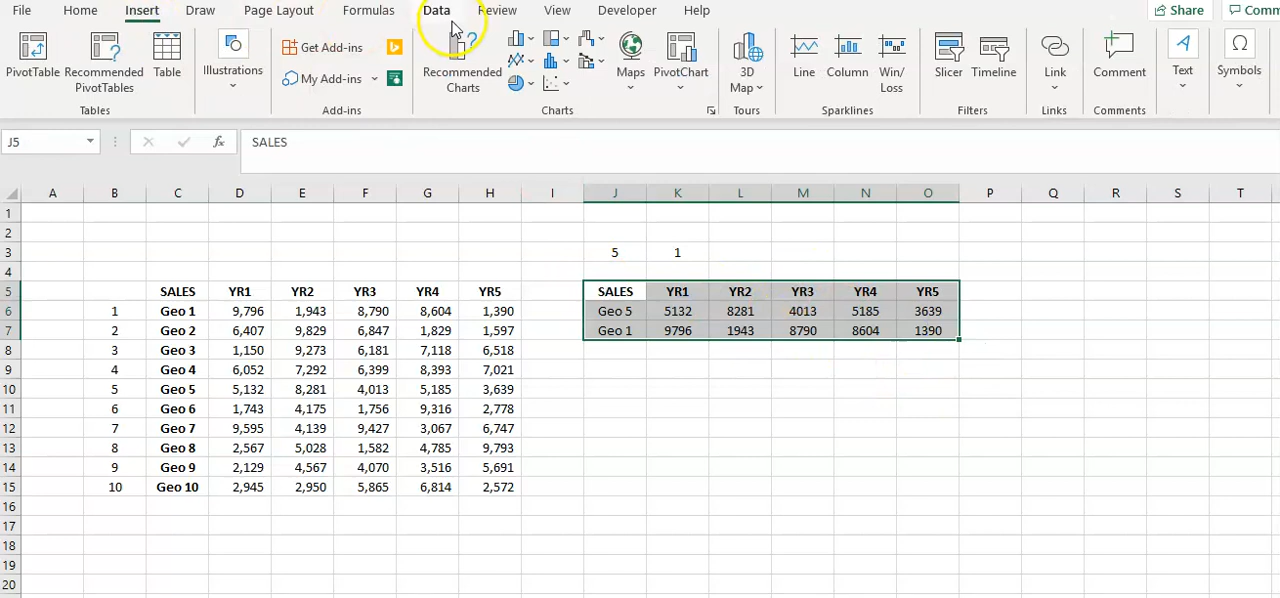 File Home Insert Draw Page Layout Formulas Data Review View Developer Help Share Comm
PivotTable Recommended PivotTables Table Illustrations Get Add-ins My Add-ins Recommended Charts Maps PivotChart 3D Map Line Column Win/ Loss Slicer Timeline Link Comment Text Symbols
Tables Add-ins Charts Tours Sparklines Filters Links Comments
J5 fx SALES
A B C D E F G H I J K L M N O P Q R S T
1
2
3 5 1
4
5 SALES YR1 YR2 YR3 YR4 YR5 SALES YR1 YR2 YR3 YR4 YR5
6 1 Geo 1 9,796 1,943 8,790 8,604 1,390 Geo 5 5132 8281 4013 5185 3639
7 2 Geo 2 6,407 9,829 6,847 1,829 1,597 Geo 1 9796 1943 8790 8604 1390
8 3 Geo 3 1,150 9,273 6,181 7,118 6,518
9 4 Geo 4 6,052 7,292 6,399 8,393 7,021
10 5 Geo 5 5,132 8,281 4,013 5,185 3,639
11 6 Geo 6 1,743 4,175 1,756 9,316 2,778
12 7 Geo 7 9,595 4,139 9,427 3,067 6,747
13 8 Geo 8 2,567 5,028 1,582 4,785 9,793
14 9 Geo 9 2,129 4,567 4,070 3,516 5,691
15 10 Geo 10 2,945 2,950 5,865 6,814 2,572
16
17
18
19
20